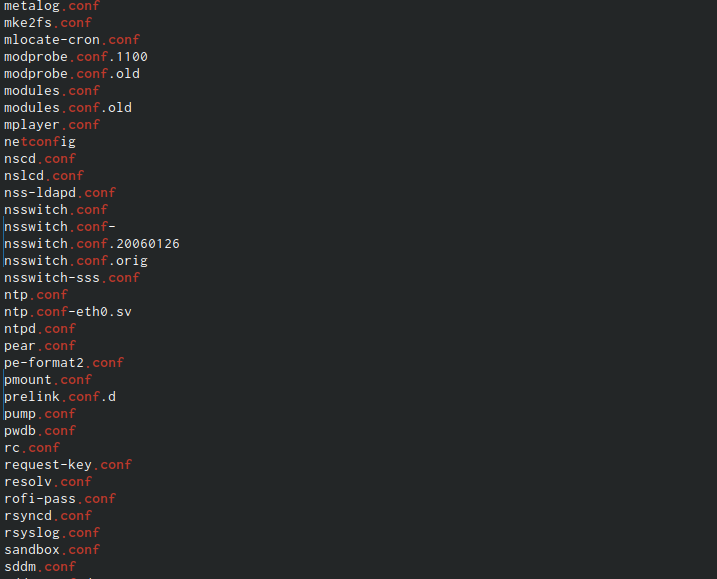 metalog.conf
mke2fs.conf
mlocate-cron.conf
modprobe.conf.1100
modprobe.conf.old
modules.conf
modules.conf.old
mplayer.conf
netconfig
nscd.conf
nslcd.conf
nss-ldapd.conf
nsswitch.conf
nsswitch.conf-
nsswitch.conf.20060126
nsswitch.conf.orig
nsswitch-sss.conf
ntp.conf
ntp.conf-eth0.sv
ntpd.conf
pear.conf
pe-format2.conf
pmount.conf
prelink.conf.d
pump.conf
pwdb.conf
rc.conf
request-key.conf
resolv.conf
rofi-pass.conf
rsyncd.conf
rsyslog.conf
sandbox.conf
sddm.conf